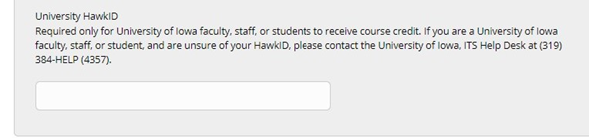 University HawkID
Required only for University of Iowa faculty, staff, or students to receive course credit. If you are a University of Iowa
faculty, staff, or student, and are unsure of your HawkID, please contact the University of Iowa, ITS Help Desk at (319)
384-HELP (4357).